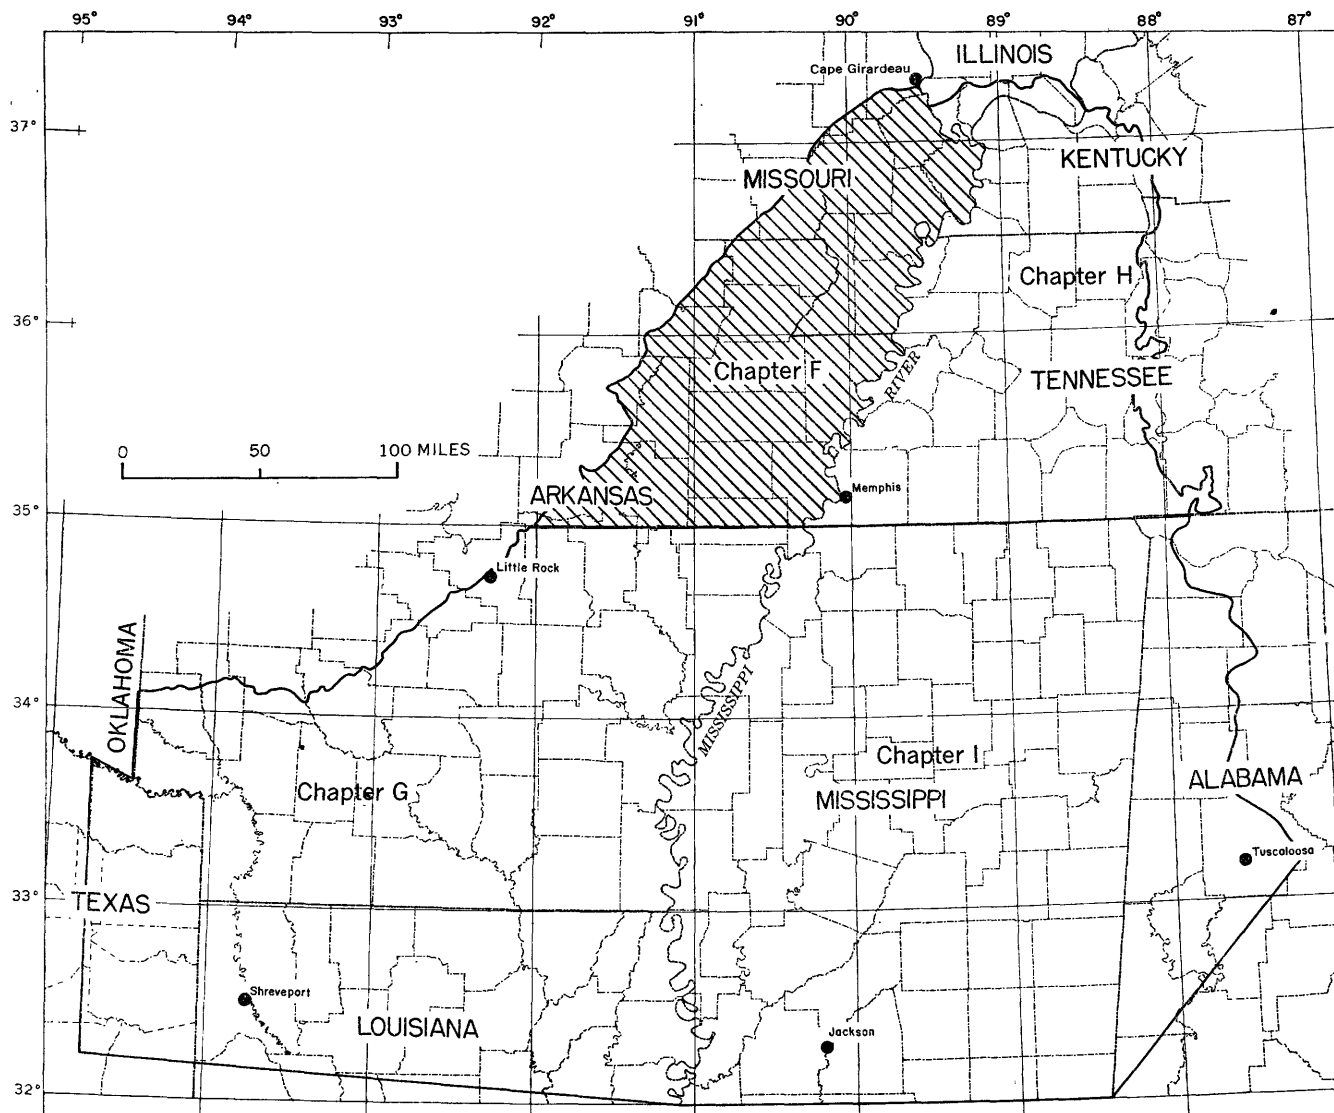 95° 94° 93° 92° 91° 90° 89° 88° 87°
ILLINOIS
Cape Girardeau
37°
KENTUCKY
MISSOURI
Chapter H
36°
Chapter F
RIVER
TENNESSEE
0 50 100 MILES
Memphis
ARKANSAS
35°
Little Rock
OKLAHOMA
34°
MISSISSIPPI
Chapter I
ALABAMA
Chapter G
MISSISSIPPI
Tuscaloosa
33°
TEXAS
Shreveport
LOUISIANA
Jackson
32°